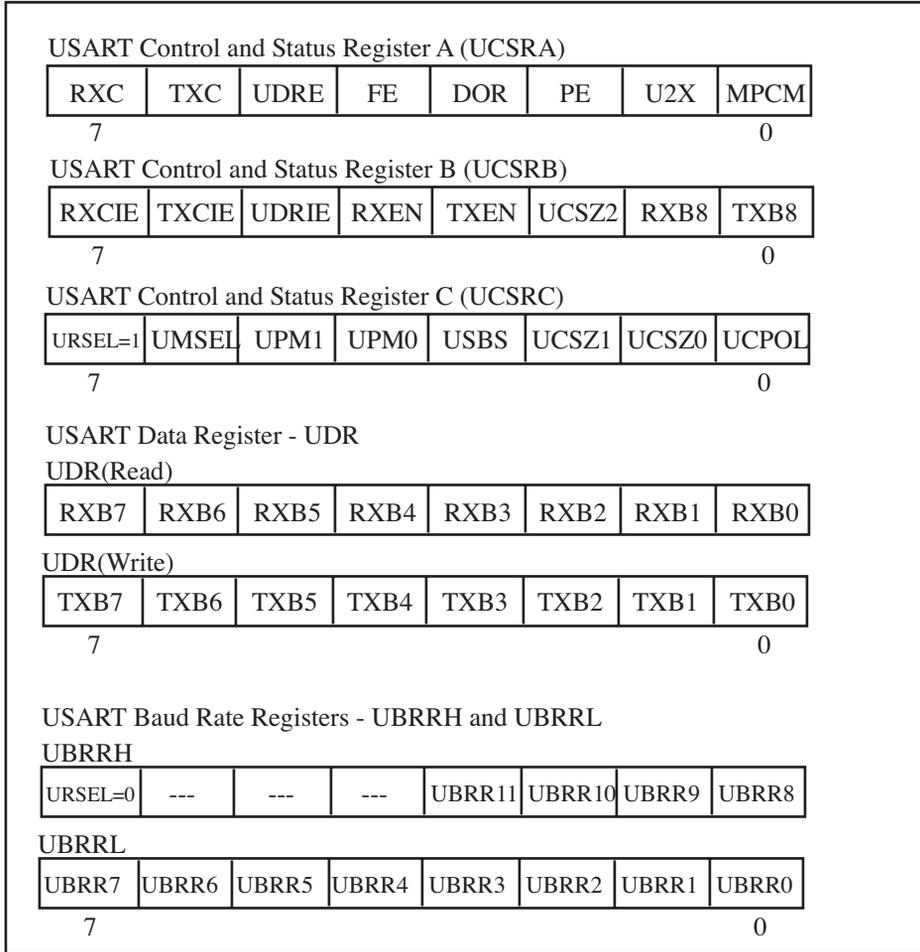 USART Control and Status Register A (UCSRA)
RXC TXC UDRE FE DOR PE U2X MPCM
7 0
USART Control and Status Register B (UCSRB)
RXCIE TXCIE UDRIE RXEN TXEN UCSZ2 RXB8 TXB8
7 0
USART Control and Status Register C (UCSRC)
URSEL=1 UMSEL UPM1 UPM0 USBS UCSZ1 UCSZ0 UCPOL
7 0
USART Data Register - UDR
UDR(Read)
RXB7 RXB6 RXB5 RXB4 RXB3 RXB2 RXB1 RXB0
UDR(Write)
TXB7 TXB6 TXB5 TXB4 TXB3 TXB2 TXB1 TXB0
7 0
USART Baud Rate Registers - UBRRH and UBRRL
UBRRH
URSEL=0 --- --- --- UBRR11 UBRR10 UBRR9 UBRR8
UBRRL
UBRR7 UBRR6 UBRR5 UBRR4 UBRR3 UBRR2 UBRR1 UBRR0
7 0